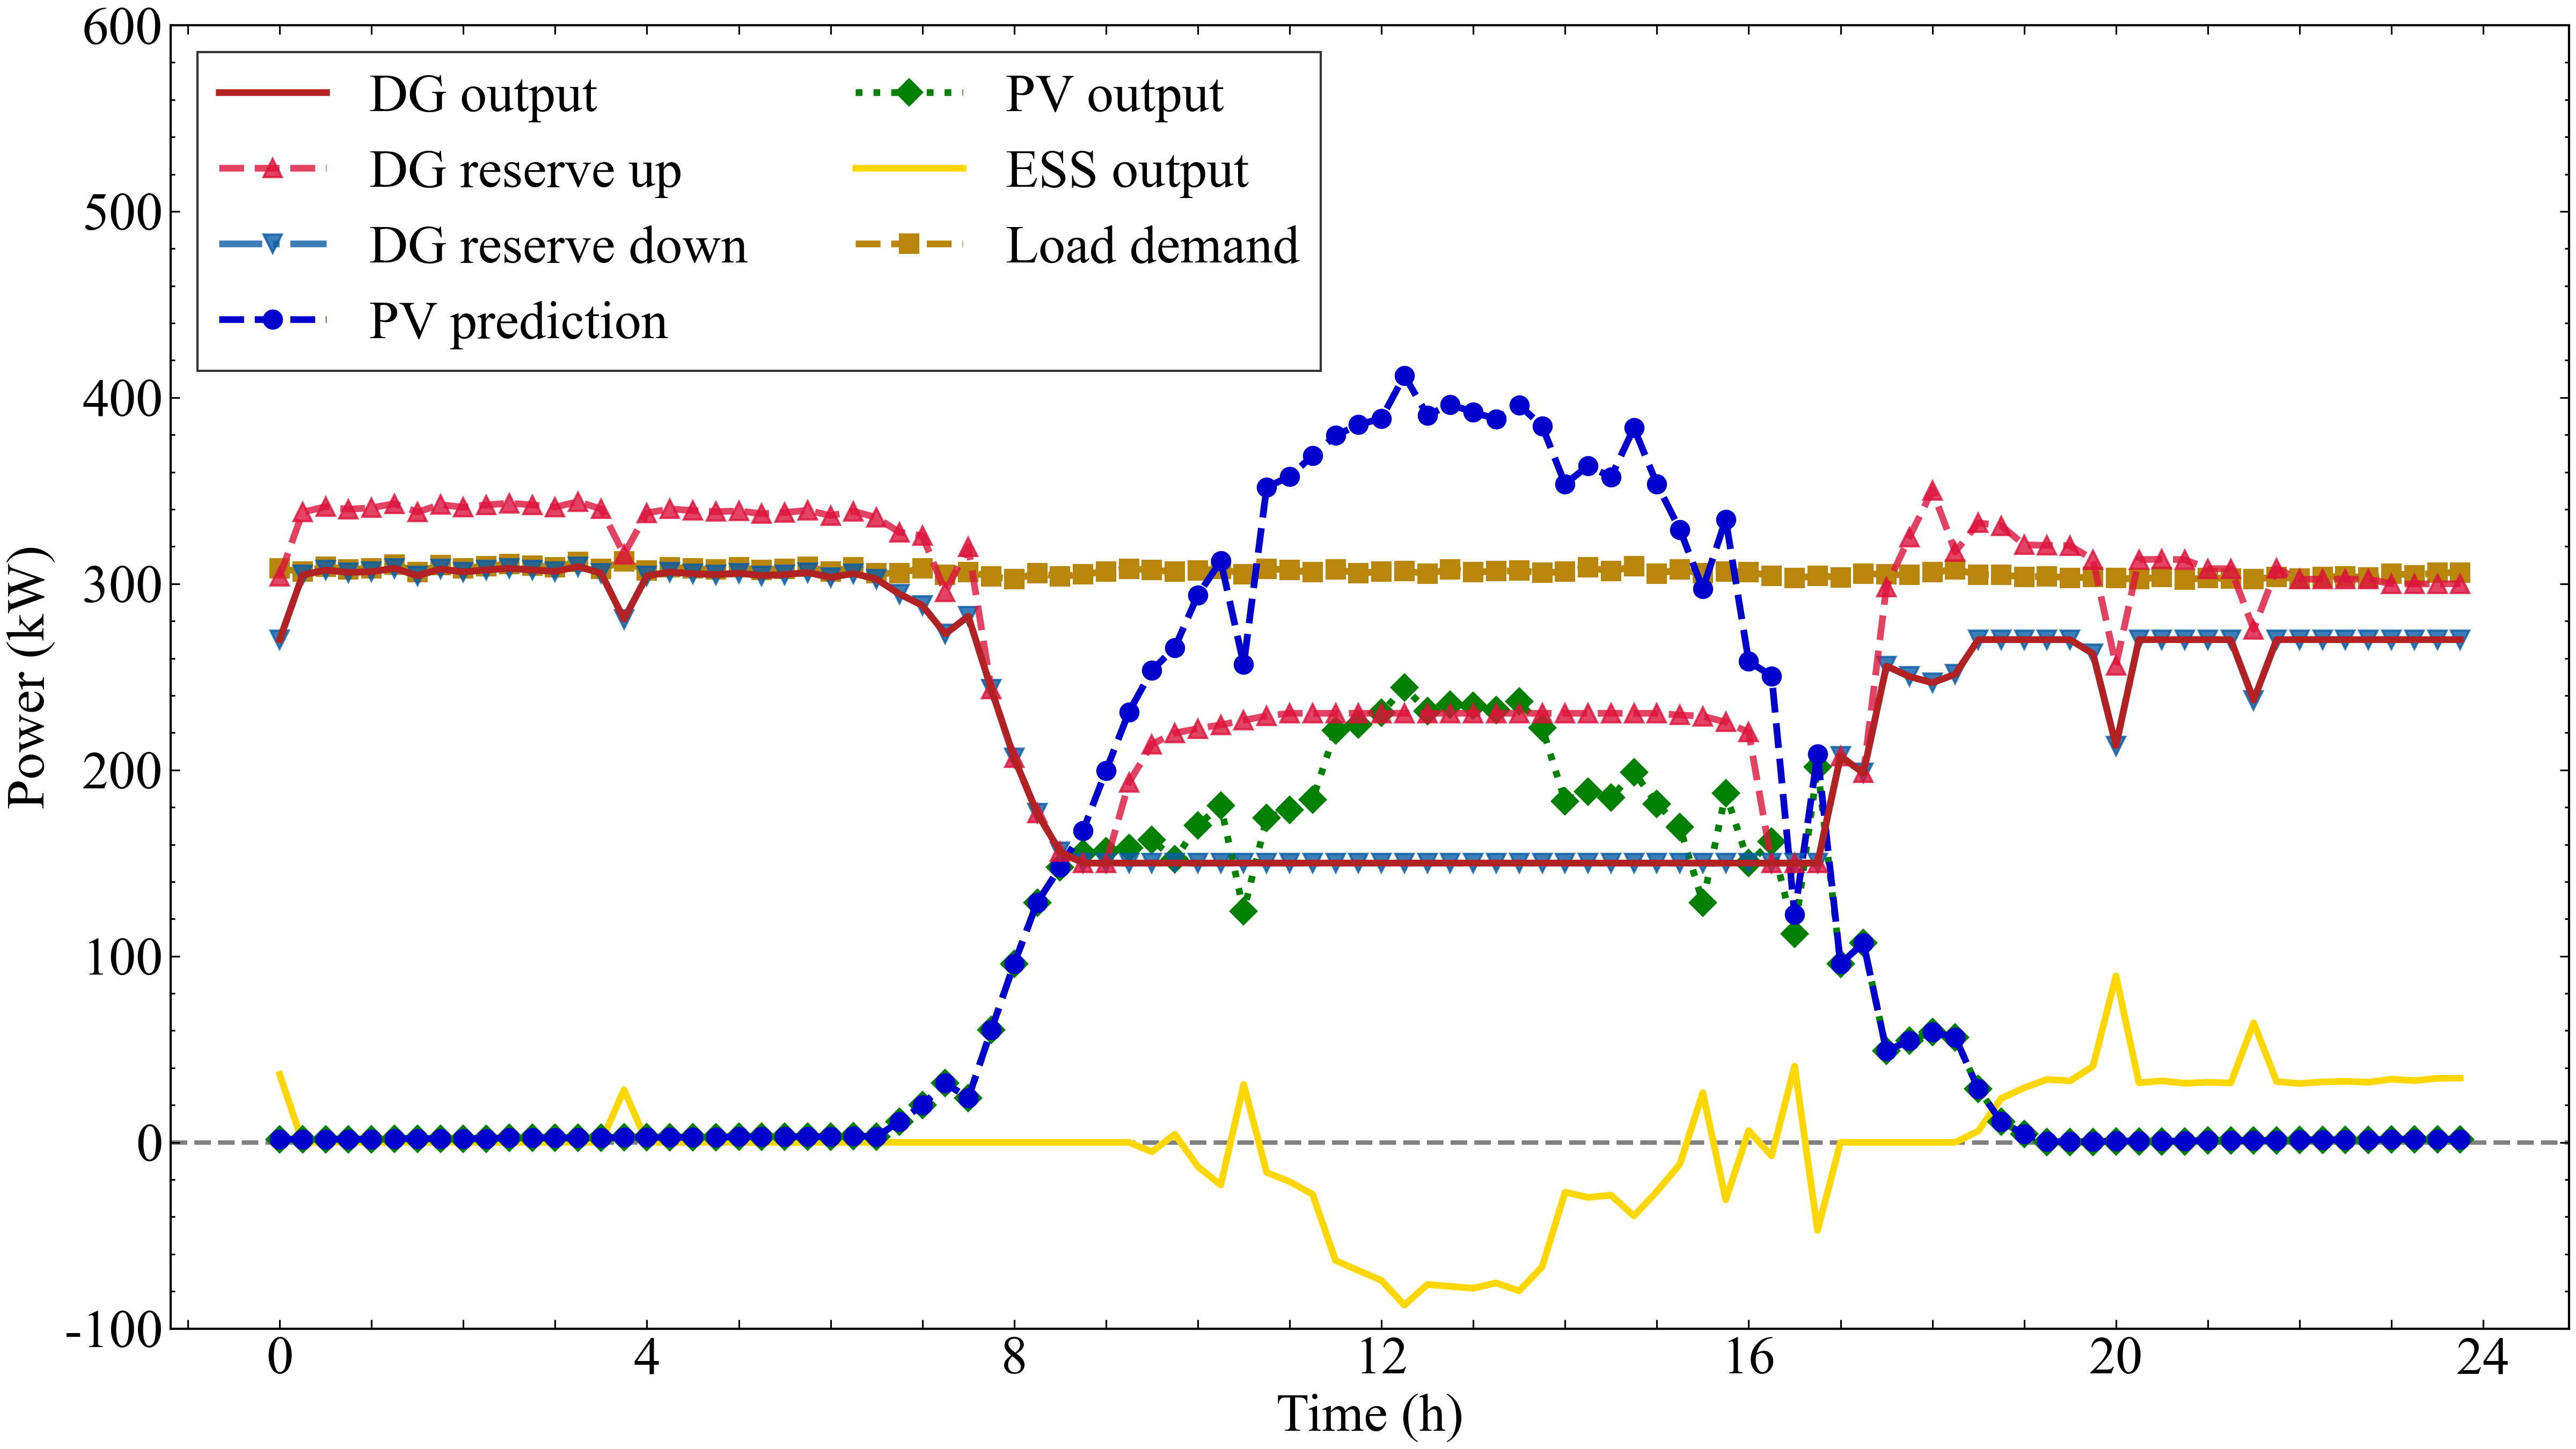 600
500
400
300
200
100
0
-100
Power (kW)
DG output
DG reserve up
DG reserve down
PV prediction
PV output
ESS output
Load demand
0 4 8 12 16 20 24
Time (h)